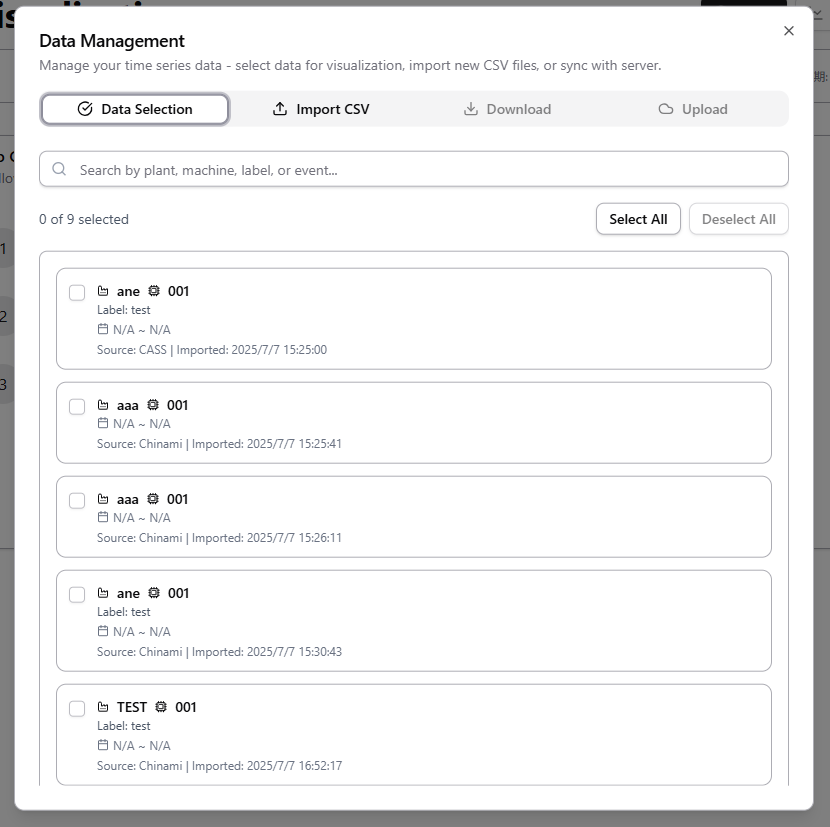 Data Management
Manage your time series data - select data for visualization, import new CSV files, or sync with server.
Data Selection
Import CSV
Download
Upload
Search by plant, machine, label, or event...
0 of 9 selected
Select All
Deselect All
ane 001
Label: test
N/A ~ N/A
Source: CASS | Imported: 2025/7/7 15:25:00
aaa 001
N/A ~ N/A
Source: Chinami | Imported: 2025/7/7 15:25:41
aaa 001
N/A ~ N/A
Source: Chinami | Imported: 2025/7/7 15:26:11
ane 001
Label: test
N/A ~ N/A
Source: Chinami | Imported: 2025/7/7 15:30:43
TEST 001
Label: test
N/A ~ N/A
Source: Chinami | Imported: 2025/7/7 16:52:17
1
2
3